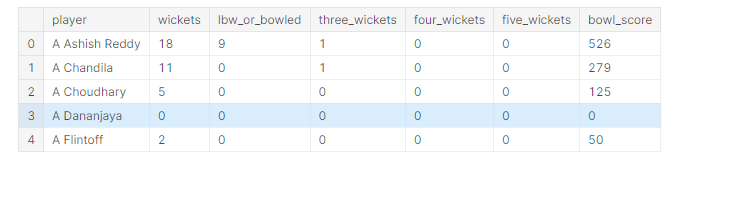 player wickets lbw_or_bowled three_wickets four_wickets five_wickets bowl_score
0 A Ashish Reddy 18 9 1 0 0 526
1 A Chandila 11 0 1 0 0 279
2 A Choudhary 5 0 0 0 0 125
3 A Dananjaya 0 0 0 0 0 0
4 A Flintoff 2 0 0 0 0 50